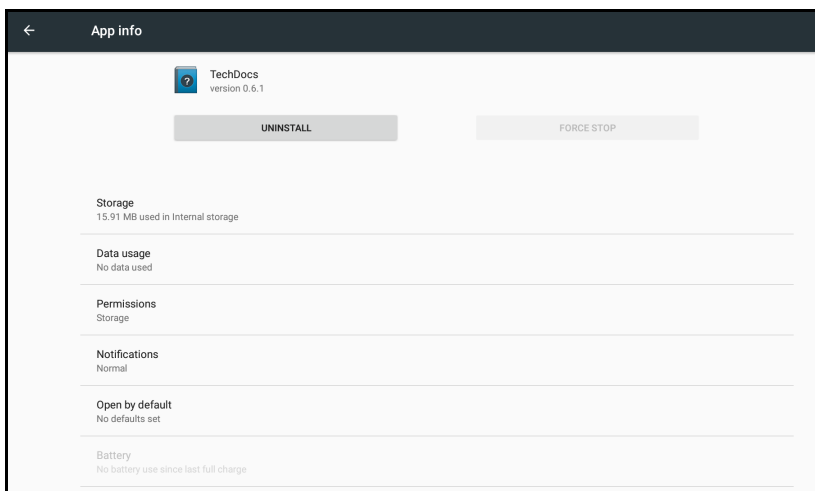 App info
TechDocs
version 0.6.1
UNINSTALL
FORCE STOP
Storage
15.91 MB used in Internal storage
Data usage
No data used
Permissions
Storage
Notifications
Normal
Open by default
No defaults set
Battery
No battery use since last full charge